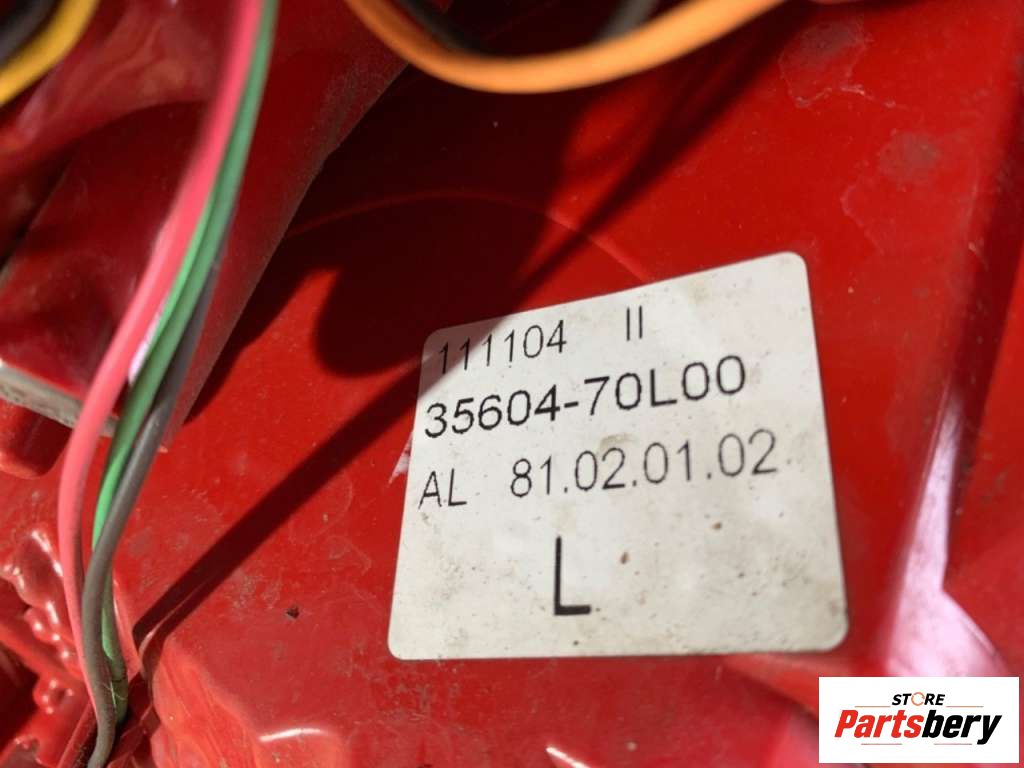 111104 II
35604-70L00
AL 81.02.01.02
L
STORE
Partsbery